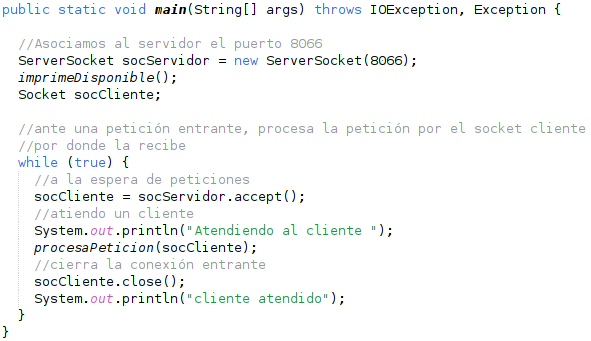 public static void main(String[] args) throws IOException, Exception {
//Asociamos al servidor el puerto 8066
ServerSocket socServidor = new ServerSocket(8066);
imprimeDisponible();
Socket socCliente;
//ante una petición entrante, procesa la petición por el socket cliente
//por donde la recibe
while (true) {
//a la espera de peticiones
socCliente = socServidor.accept();
//atiendo un cliente
System.out.println("Atendiendo al cliente ");
procesaPeticion(socCliente);
//cierra la conexión entrante
socCliente.close();
System.out.println("cliente atendido");
}
}